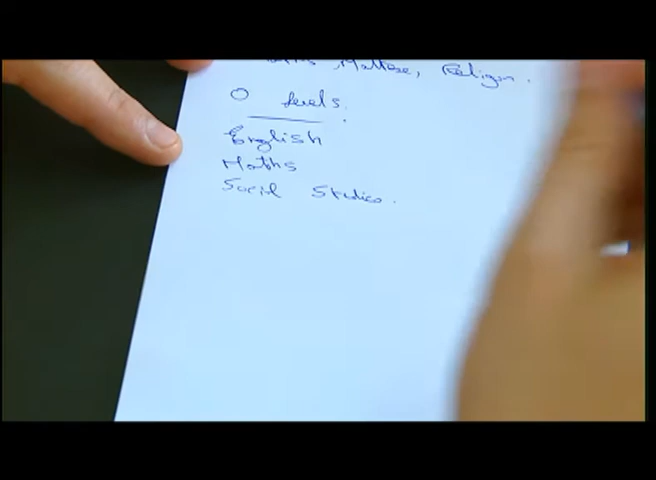 Maltese, Religion.
O levels.
English
Maths
Social Studies.